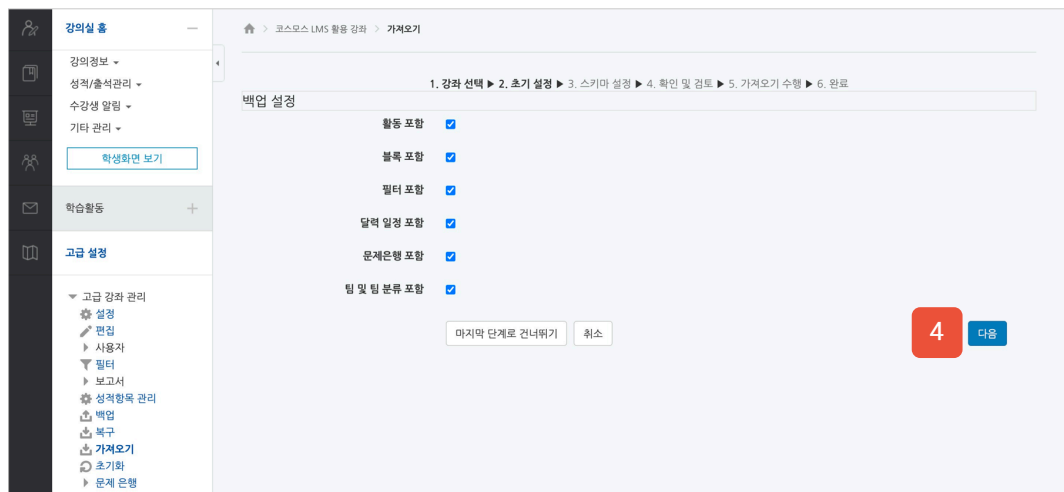 강의실 홈
강의정보
성적/출석관리
수강생 알림
기타 관리
학생화면 보기
학습활동
고급 설정
고급 강좌 관리
설정
편집
사용자
필터
보고서
성적항목 관리
백업
복구
가져오기
초기화
문제 은행
코스모스 LMS 활용 강좌 > 가져오기
1. 강좌 선택 ▶ 2. 초기 설정 ▶ 3. 스키마 설정 ▶ 4. 확인 및 검토 ▶ 5. 가져오기 수행 ▶ 6. 완료
백업 설정
활동 포함
블록 포함
필터 포함
달력 일정 포함
문제은행 포함
팀 및 팀 분류 포함
마지막 단계로 건너뛰기 취소 4 다음